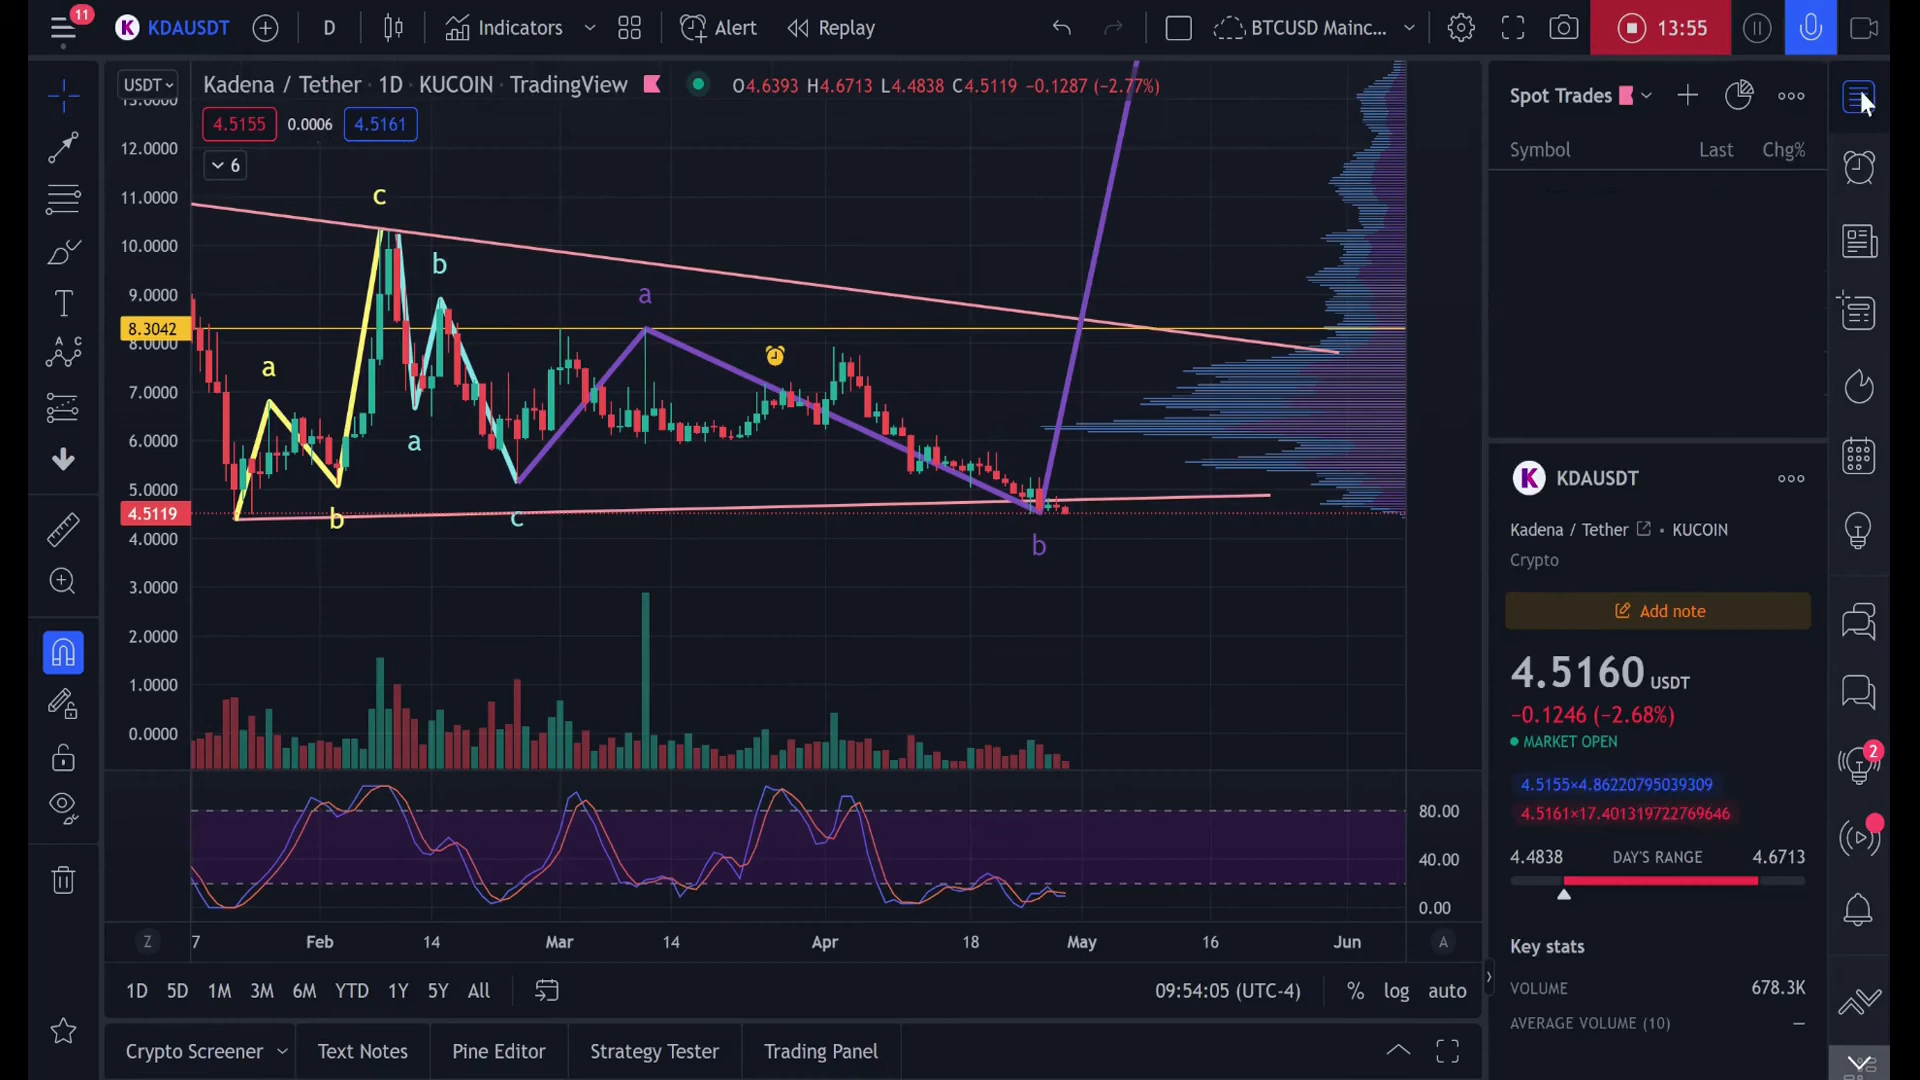 11
KDAUSDT
D
Indicators
Alert
Replay
BTCUSD Mainc...
13:55
USDT
Kadena / Tether · 1D · KUCOIN · TradingView
O4.6393 H4.6713 L4.4838 C4.5119 −0.1287 (−2.77%)
4.5155
0.0006
4.5161
6
13.0000
12.0000
11.0000
10.0000
9.0000
8.3042
8.0000
7.0000
6.0000
5.0000
4.5119
4.0000
3.0000
2.0000
1.0000
0.0000
c
b
a
a
a
b
c
b
80.00
40.00
0.00
Z
7
Feb
14
Mar
14
Apr
18
May
16
Jun
A
1D
5D
1M
3M
6M
YTD
1Y
5Y
All
09:54:05 (UTC-4)
%
log
auto
Crypto Screener
Text Notes
Pine Editor
Strategy Tester
Trading Panel
Spot Trades
Symbol
Last
Chg%
KDAUSDT
Kadena / Tether • KUCOIN
Crypto
Add note
4.5160 USDT
−0.1246 (−2.68%)
MARKET OPEN
4.5155×4.86220795039309
4.5161×17.401319722769646
4.4838
DAY'S RANGE
4.6713
Key stats
VOLUME
678.3K
AVERAGE VOLUME (10)
—
2
T
A C